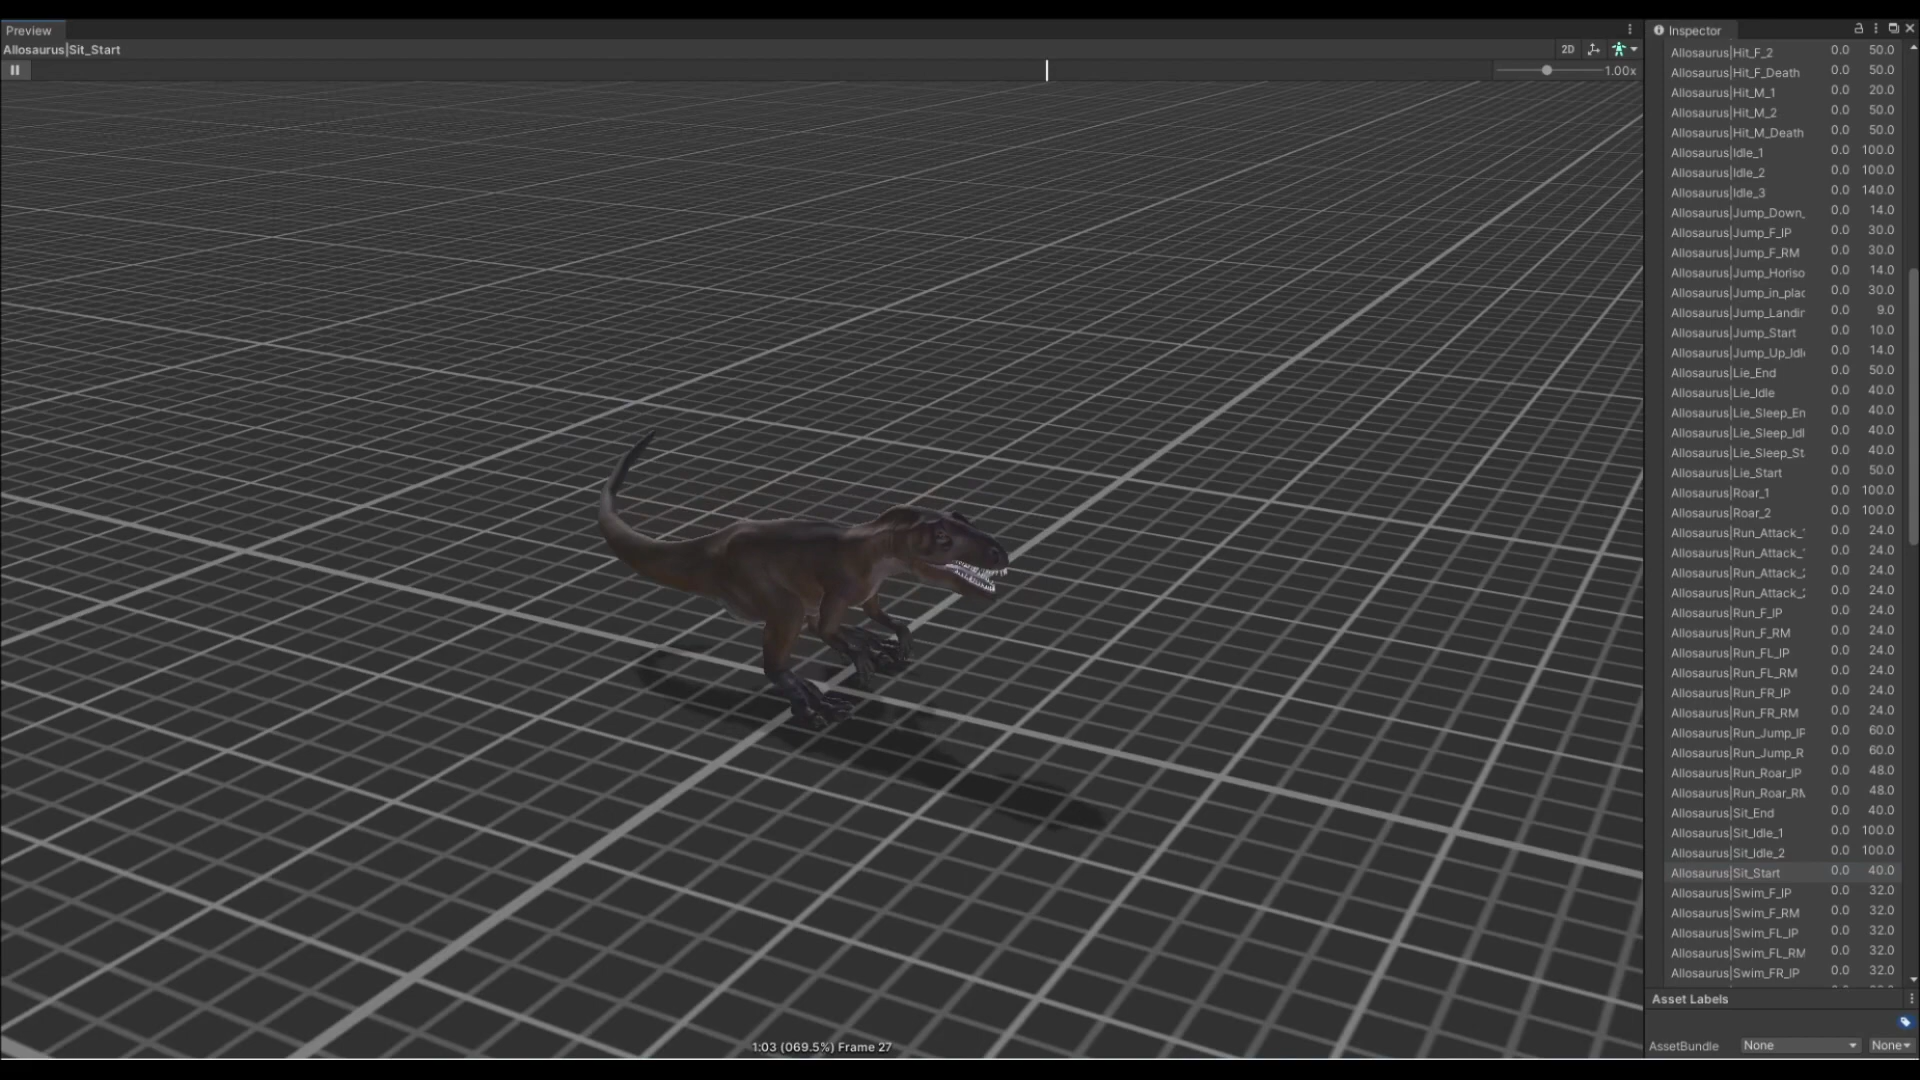 Preview
Allosaurus|Sit_Start
2D
1.00x
Inspector
Allosaurus|Hit_F_2 0.0 50.0
Allosaurus|Hit_F_Death 0.0 50.0
Allosaurus|Hit_M_1 0.0 20.0
Allosaurus|Hit_M_2 0.0 50.0
Allosaurus|Hit_M_Death 0.0 50.0
Allosaurus|Idle_1 0.0 100.0
Allosaurus|Idle_2 0.0 100.0
Allosaurus|Idle_3 0.0 140.0
Allosaurus|Jump_Down_ 0.0 14.0
Allosaurus|Jump_F_IP 0.0 30.0
Allosaurus|Jump_F_RM 0.0 30.0
Allosaurus|Jump_Horiso 0.0 14.0
Allosaurus|Jump_in_plac 0.0 30.0
Allosaurus|Jump_Landir 0.0 9.0
Allosaurus|Jump_Start 0.0 10.0
Allosaurus|Jump_Up_Idl 0.0 14.0
Allosaurus|Lie_End 0.0 50.0
Allosaurus|Lie_Idle 0.0 40.0
Allosaurus|Lie_Sleep_En 0.0 40.0
Allosaurus|Lie_Sleep_Idl 0.0 40.0
Allosaurus|Lie_Sleep_St 0.0 40.0
Allosaurus|Lie_Start 0.0 50.0
Allosaurus|Roar_1 0.0 100.0
Allosaurus|Roar_2 0.0 100.0
Allosaurus|Run_Attack_ 0.0 24.0
Allosaurus|Run_Attack_ 0.0 24.0
Allosaurus|Run_Attack_ 0.0 24.0
Allosaurus|Run_Attack_ 0.0 24.0
Allosaurus|Run_F_IP 0.0 24.0
Allosaurus|Run_F_RM 0.0 24.0
Allosaurus|Run_FL_IP 0.0 24.0
Allosaurus|Run_FL_RM 0.0 24.0
Allosaurus|Run_FR_IP 0.0 24.0
Allosaurus|Run_FR_RM 0.0 24.0
Allosaurus|Run_Jump_IP 0.0 60.0
Allosaurus|Run_Jump_R 0.0 60.0
Allosaurus|Run_Roar_IP 0.0 48.0
Allosaurus|Run_Roar_RM 0.0 48.0
Allosaurus|Sit_End 0.0 40.0
Allosaurus|Sit_Idle_1 0.0 100.0
Allosaurus|Sit_Idle_2 0.0 100.0
Allosaurus|Sit_Start 0.0 40.0
Allosaurus|Swim_F_IP 0.0 32.0
Allosaurus|Swim_F_RM 0.0 32.0
Allosaurus|Swim_FL_IP 0.0 32.0
Allosaurus|Swim_FL_RM 0.0 32.0
Allosaurus|Swim_FR_IP 0.0 32.0
Asset Labels
AssetBundle None None
1:03 (069.5%) Frame 27